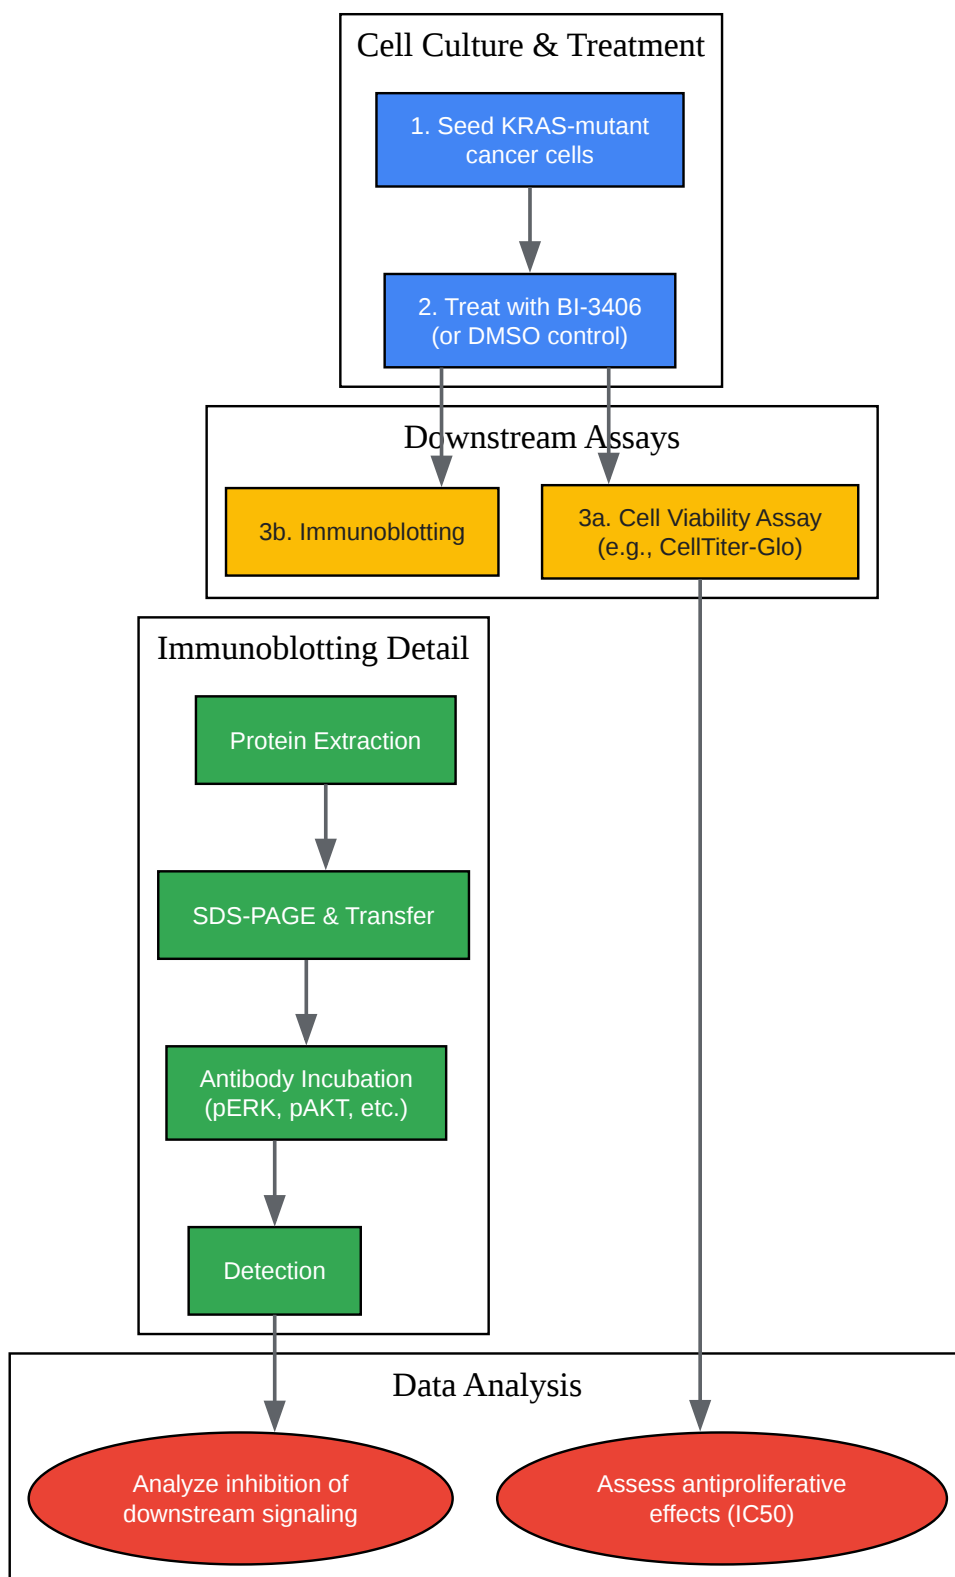 Cell Culture & Treatment
1. Seed KRAS-mutant
cancer cells
2. Treat with BI-3406
(or DMSO control)
Downstream Assays
3b. Immunoblotting
3a. Cell Viability Assay
(e.g., CellTiter-Glo)
Immunoblotting Detail
Protein Extraction
SDS-PAGE & Transfer
Antibody Incubation
(pERK, pAKT, etc.)
Detection
Data Analysis
Analyze inhibition of
downstream signaling
Assess antiproliferative
effects (IC50)